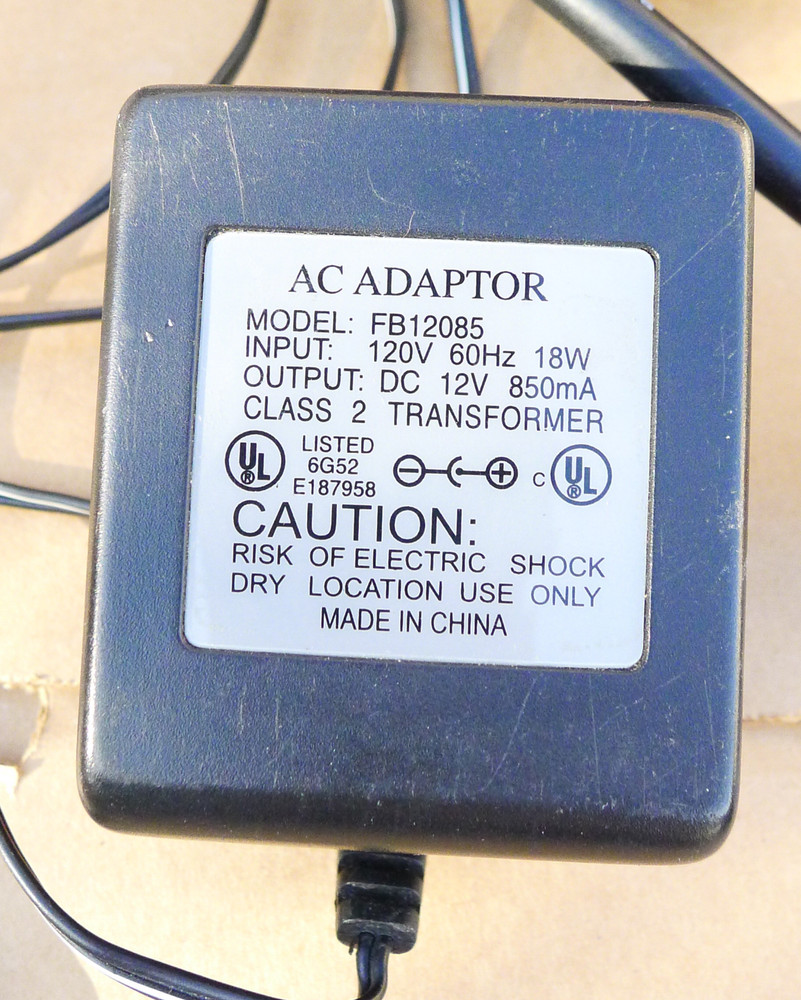 AC ADAPTOR
MODEL: FB12085
INPUT: 120V 60Hz 18W
OUTPUT: DC 12V 850mA
CLASS 2 TRANSFORMER
UL ® LISTED
6G52
E187958
C UL ®
CAUTION:
RISK OF ELECTRIC SHOCK
DRY LOCATION USE ONLY
MADE IN CHINA